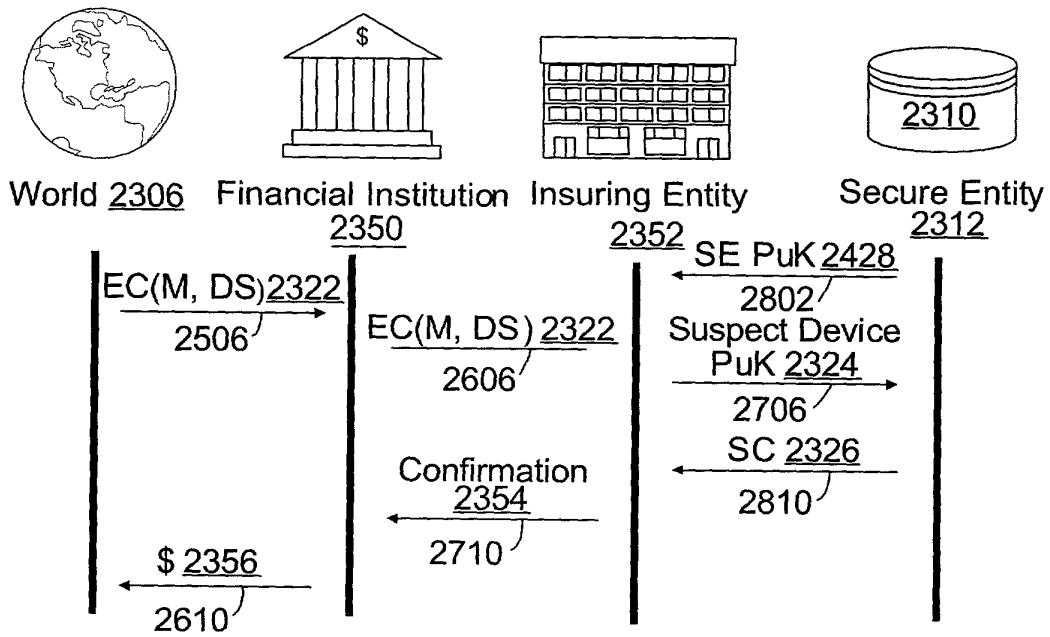 $
2310
World 2306
Financial Institution
2350
Insuring Entity
2352
Secure Entity
2312
SE PuK 2428
2802
EC(M, DS) 2322
2506
EC(M, DS) 2322
2606
Suspect Device
PuK 2324
2706
SC 2326
2810
Confirmation
2354
2710
$ 2356
2610